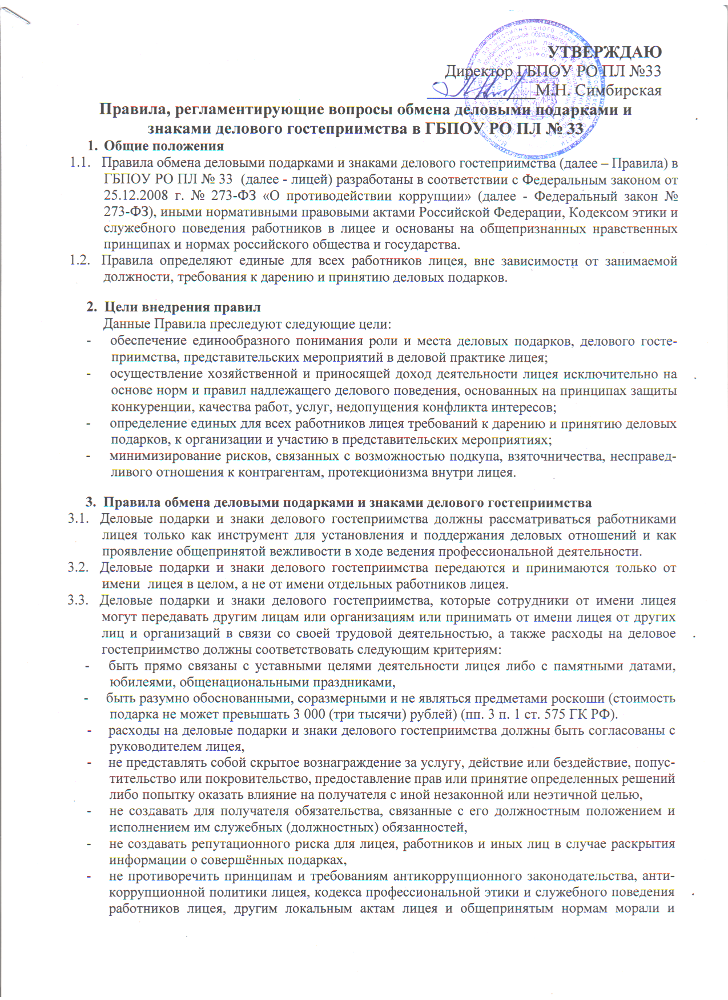 УТВЕРЖДАЮ
Директор ГБПОУ РО ПЛ №33
М.Н. Симбирская
Правила, регламентирующие вопросы обмена деловыми подарками и
знаками делового гостеприимства в ГБПОУ РО ПЛ № 33
1. Общие положения
1.1. Правила обмена деловыми подарками и знаками делового гостеприимства (далее – Правила) в
ГБПОУ РО ПЛ № 33 (далее - лицей) разработаны в соответствии с Федеральным законом от
25.12.2008 г. № 273-ФЗ «О противодействии коррупции» (далее - Федеральный закон №
273-ФЗ), иными нормативными правовыми актами Российской Федерации, Кодексом этики и
служебного поведения работников в лицее и основаны на общепризнанных нравственных
принципах и нормах российского общества и государства.
1.2. Правила определяют единые для всех работников лицея, вне зависимости от занимаемой
должности, требования к дарению и принятию деловых подарков.
2. Цели внедрения правил
Данные Правила преследуют следующие цели:
- обеспечение единообразного понимания роли и места деловых подарков, делового госте-
приимства, представительских мероприятий в деловой практике лицея;
- осуществление хозяйственной и приносящей доход деятельности лицея исключительно на
основе норм и правил надлежащего делового поведения, основанных на принципах защиты
конкуренции, качества работ, услуг, недопущения конфликта интересов;
- определение единых для всех работников лицея требований к дарению и принятию деловых
подарков, к организации и участию в представительских мероприятиях;
- минимизирование рисков, связанных с возможностью подкупа, взяточничества, несправед-
ливого отношения к контрагентам, протекционизма внутри лицея.
3. Правила обмена деловыми подарками и знаками делового гостеприимства
3.1. Деловые подарки и знаки делового гостеприимства должны рассматриваться работниками
лицея только как инструмент для установления и поддержания деловых отношений и как
проявление общепринятой вежливости в ходе ведения профессиональной деятельности.
3.2. Деловые подарки и знаки делового гостеприимства передаются и принимаются только от
имени лицея в целом, а не от имени отдельных работников лицея.
3.3. Деловые подарки и знаки делового гостеприимства, которые сотрудники от имени лицея
могут передавать другим лицам или организациям или принимать от имени лицея от других
лиц и организаций в связи со своей трудовой деятельностью, а также расходы на деловое
гостеприимство должны соответствовать следующим критериям:
- быть прямо связаны с уставными целями деятельности лицея либо с памятными датами,
юбилеями, общенациональными праздниками,
- быть разумно обоснованными, соразмерными и не являться предметами роскоши (стоимость
подарка не может превышать 3 000 (три тысячи) рублей) (пп. 3 п. 1 ст. 575 ГК РФ).
- расходы на деловые подарки и знаки делового гостеприимства должны быть согласованы с
руководителем лицея,
- не представлять собой скрытое вознаграждение за услугу, действие или бездействие, попус-
тительство или покровительство, предоставление прав или принятие определенных решений
либо попытку оказать влияние на получателя с иной незаконной или неэтичной целью,
- не создавать для получателя обязательства, связанные с его должностным положением и
исполнением им служебных (должностных) обязанностей,
- не создавать репутационного риска для лицея, работников и иных лиц в случае раскрытия
информации о совершённых подарках,
- не противоречить принципам и требованиям антикоррупционного законодательства, анти-
коррупционной политики лицея, кодекса профессиональной этики и служебного поведения
работников лицея, другим локальным актам лицея и общепринятым нормам морали и